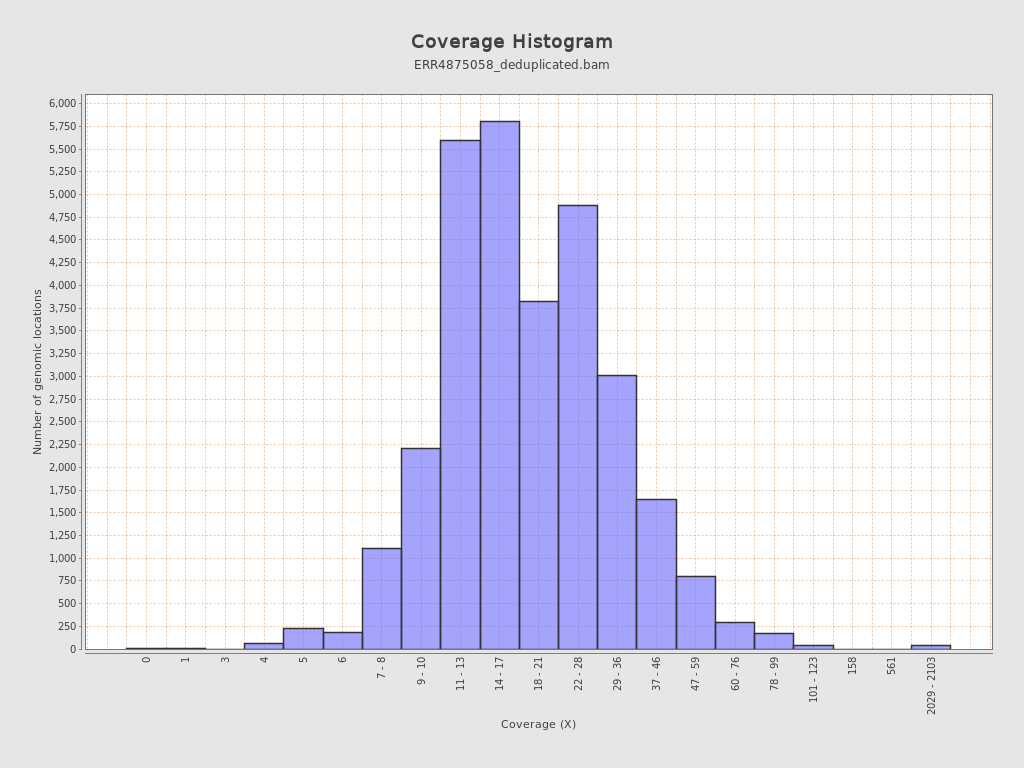 Coverage Histogram
ERR4875058_deduplicated.bam
Number of genomic locations
6,000
5,750
5,500
5,250
5,000
4,750
4,500
4,250
4,000
3,750
3,500
3,250
3,000
2,750
2,500
2,250
2,000
1,750
1,500
1,250
1,000
750
500
250
0
0
1
3
4
5
6
7 - 8
9 - 10
11 - 13
14 - 17
18 - 21
22 - 28
29 - 36
37 - 46
47 - 59
60 - 76
78 - 99
101 - 123
158
561
2029 - 2103
Coverage (X)